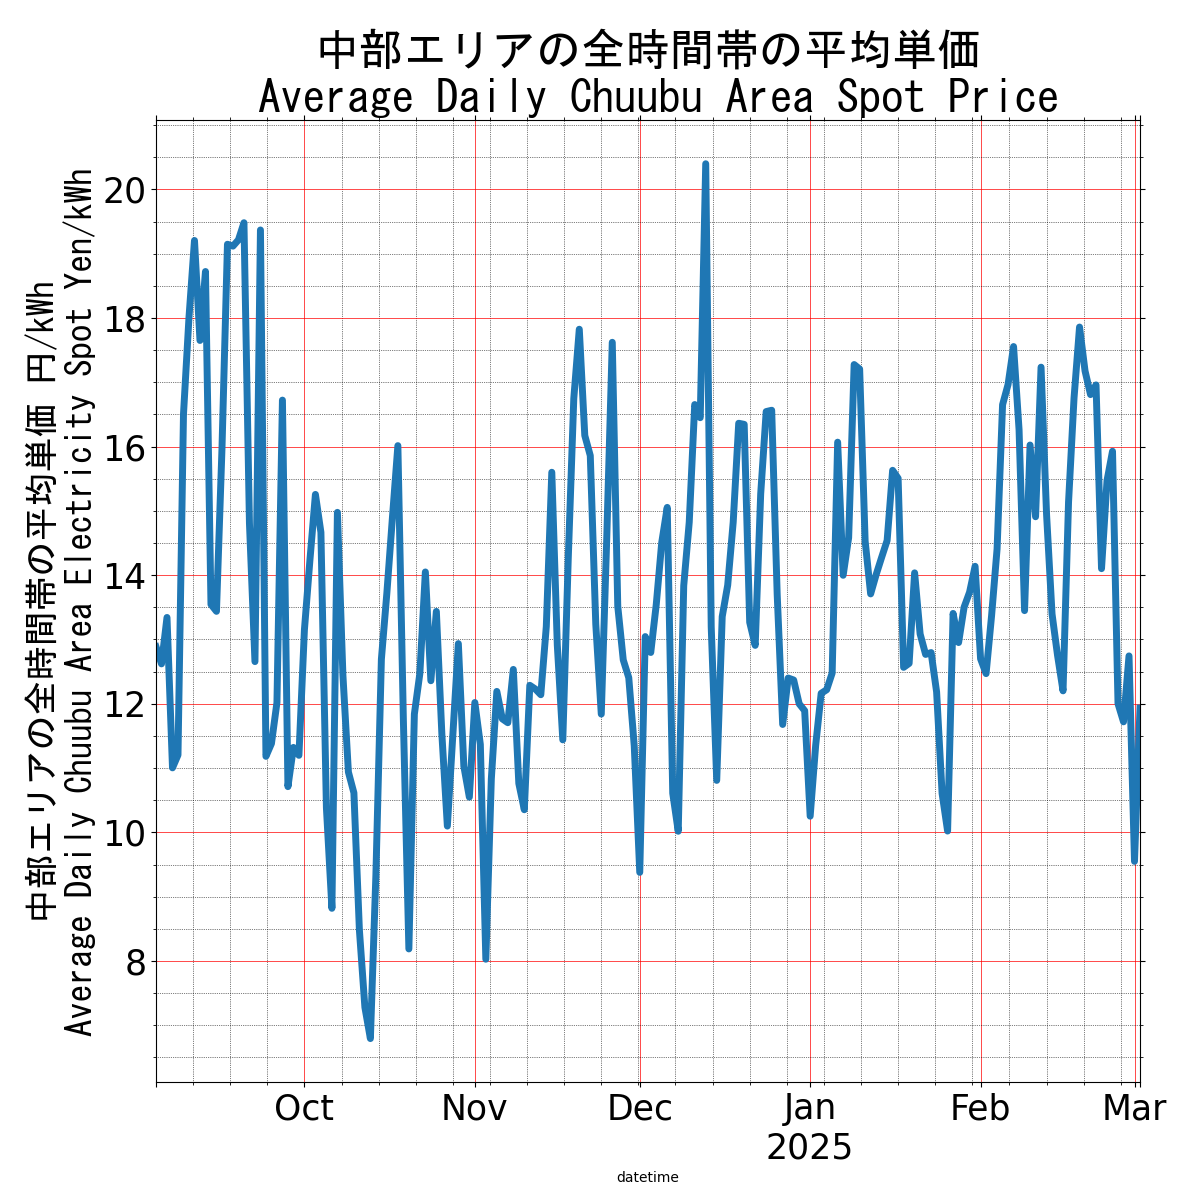 中部エリアの全時間帯の平均単価
Average Daily Chuubu Area Spot Price
中部エリアの全時間帯の平均単価 円/kWh
Average Daily Chuubu Area Electricity Spot Yen/kWh
20
18
16
14
12
10
8
Oct Nov Dec Jan Feb Mar
2025
datetime